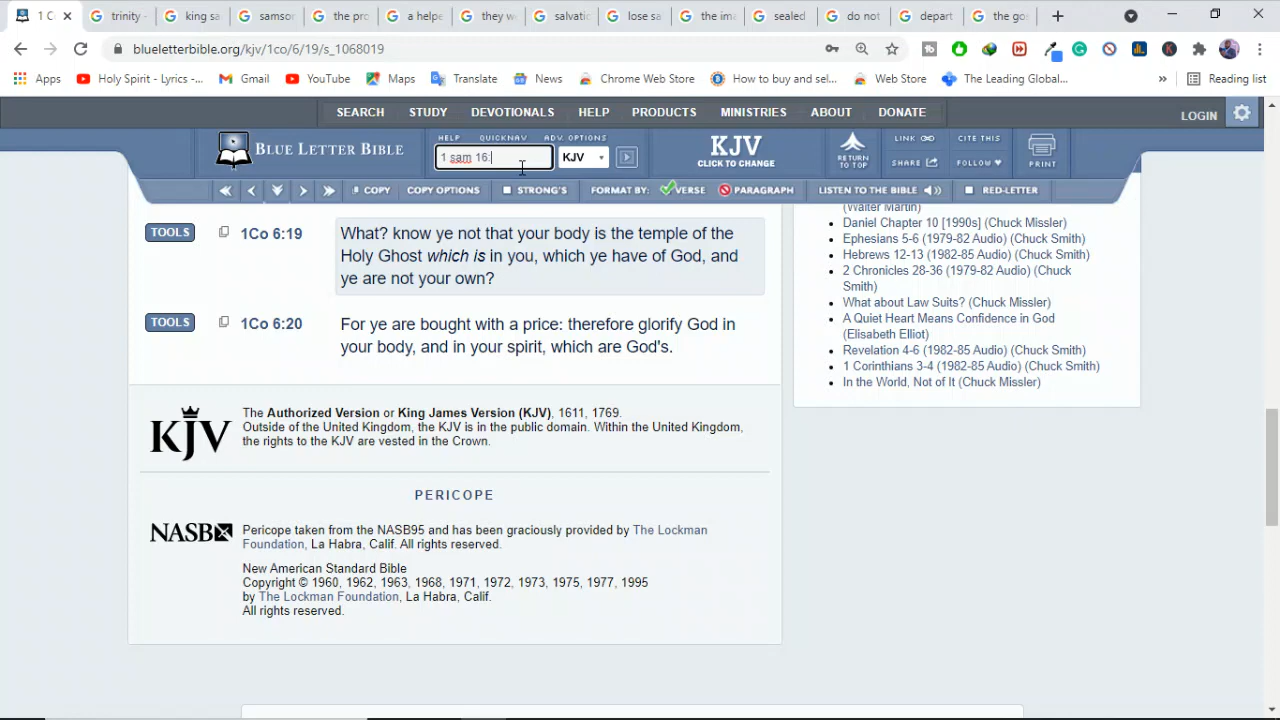 1 C
trinity -
king sa
samsor
the pro
a helpe
they w
salvatio
lose sa
the ima
sealed
do not
depart
the gos
blueletterbible.org/kjv/1co/6/19/s_1068019
Apps
Holy Spirit - Lyrics -...
Gmail
YouTube
Maps
Translate
News
Chrome Web Store
How to buy and sel...
Web Store
The Leading Global...
»
Reading list
SEARCH
STUDY
DEVOTIONALS
HELP
PRODUCTS
MINISTRIES
ABOUT
DONATE
LOGIN
BLUE LETTER BIBLE
HELP
QUICKNAV
ADV. OPTIONS
1 sam 16:
KJV
KJV
CLICK TO CHANGE
RETURN
TO TOP
LINK
CITE THIS
SHARE
FOLLOW
PRINT
COPY
COPY OPTIONS
STRONG'S
FORMAT BY:
VERSE
PARAGRAPH
LISTEN TO THE BIBLE
RED-LETTER
TOOLS
1Co 6:19
What? know ye not that your body is the temple of the
Holy Ghost which is in you, which ye have of God, and
ye are not your own?
TOOLS
1Co 6:20
For ye are bought with a price: therefore glorify God in
your body, and in your spirit, which are God's.
KJV
The Authorized Version or King James Version (KJV), 1611, 1769.
Outside of the United Kingdom, the KJV is in the public domain. Within the United Kingdom,
the rights to the KJV are vested in the Crown.
PERICOPE
NASB
Pericope taken from the NASB95 and has been graciously provided by The Lockman
Foundation, La Habra, Calif. All rights reserved.
New American Standard Bible
Copyright © 1960, 1962, 1963, 1968, 1971, 1972, 1973, 1975, 1977, 1995
by The Lockman Foundation, La Habra, Calif.
All rights reserved.
(Walter Martin)
Daniel Chapter 10 [1990s] (Chuck Missler)
Ephesians 5-6 (1979-82 Audio) (Chuck Smith)
Hebrews 12-13 (1982-85 Audio) (Chuck Smith)
2 Chronicles 28-36 (1979-82 Audio) (Chuck
Smith)
What about Law Suits? (Chuck Missler)
A Quiet Heart Means Confidence in God
(Elisabeth Elliot)
Revelation 4-6 (1982-85 Audio) (Chuck Smith)
1 Corinthians 3-4 (1982-85 Audio) (Chuck Smith)
In the World, Not of It (Chuck Missler)